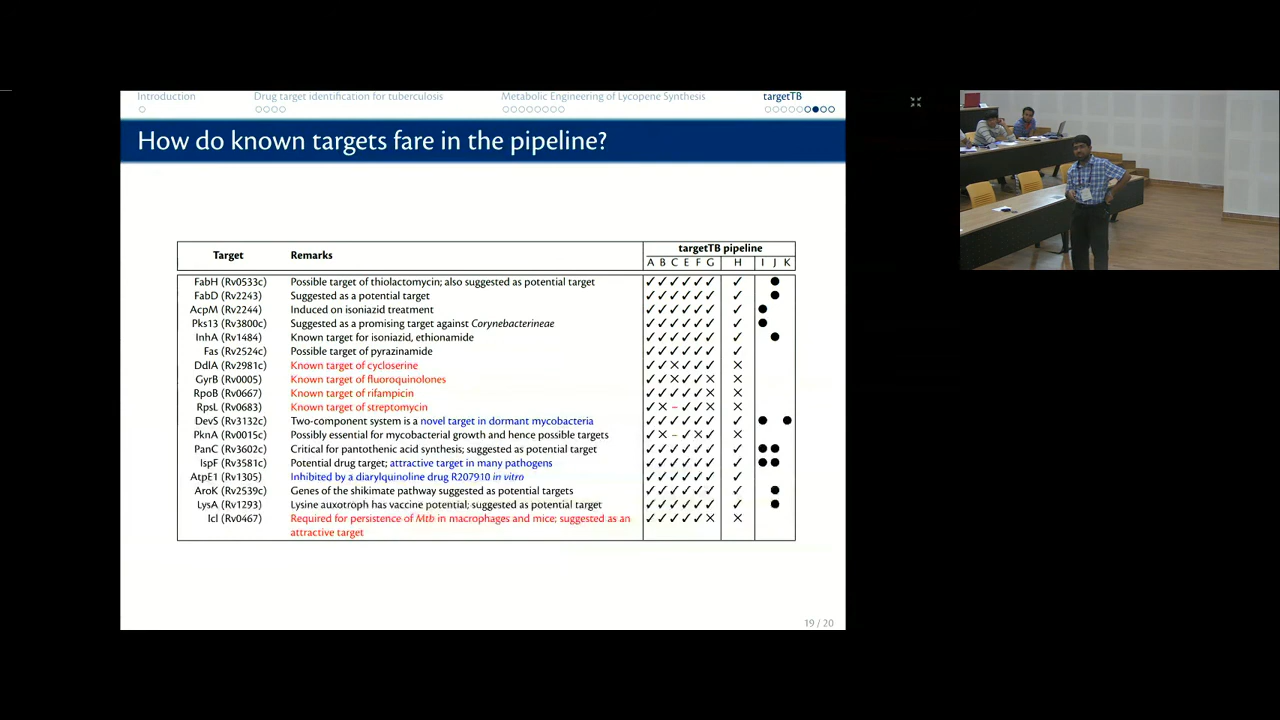 Introduction Drug target identification for tuberculosis Metabolic Engineering of Lycopene Synthesis targetTB
How do known targets fare in the pipeline?
Target Remarks targetTB pipeline
A B C E F G H I J K
FabH (Rv0533c) Possible target of thiolactomycin; also suggested as potential target ✓✓✓✓✓✓ ✓ ●
FabD (Rv2243) Suggested as a potential target ✓✓✓✓✓✓ ✓ ●
AcpM (Rv2244) Induced on isoniazid treatment ✓✓✓✓✓✓ ✓ ●
Pks13 (Rv3800c) Suggested as a promising target against Corynebacterineae ✓✓✓✓✓✓ ✓ ●
InhA (Rv1484) Known target for isoniazid, ethionamide ✓✓✓✓✓✓ ✓ ●
Fas (Rv2524c) Possible target of pyrazinamide ✓✓✓✓✓✓ ✓
DdlA (Rv2981c) Known target of cycloserine ✓✓×✓✓✓ ×
GyrB (Rv0005) Known target of fluoroquinolones ✓✓×✓✓× ×
RpoB (Rv0667) Known target of rifampicin ✓✓✓✓✓× ×
RpsL (Rv0683) Known target of streptomycin ✓×–✓✓× ×
DevS (Rv3132c) Two-component system is a novel target in dormant mycobacteria ✓✓✓✓✓✓ ✓ ● ●
PknA (Rv0015c) Possibly essential for mycobacterial growth and hence possible targets ✓×–✓×✓ ×
PanC (Rv3602c) Critical for pantothenic acid synthesis; suggested as potential target ✓✓✓✓✓✓ ✓ ● ●
IspF (Rv3581c) Potential drug target; attractive target in many pathogens ✓✓✓✓✓✓ ✓ ● ●
AtpE1 (Rv1305) Inhibited by a diarylquinoline drug R207910 in vitro ✓✓✓✓✓✓ ✓
AroK (Rv2539c) Genes of the shikimate pathway suggested as potential targets ✓✓✓✓✓✓ ✓ ●
LysA (Rv1293) Lysine auxotroph has vaccine potential; suggested as potential target ✓✓✓✓✓✓ ✓ ●
Icl (Rv0467) Required for persistence of Mtb in macrophages and mice; suggested as an ✓✓✓✓✓× ×
attractive target
19 / 20